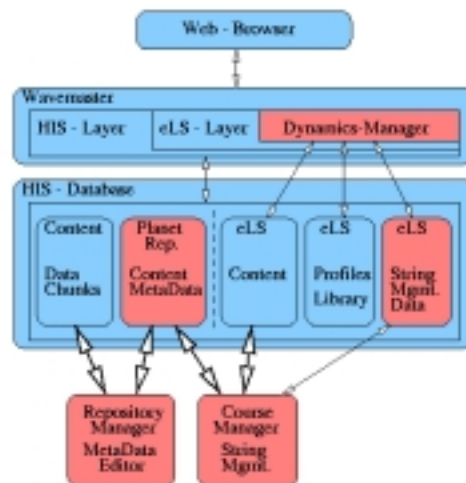 Web - Browser
Wavemaster
HIS - Layer
eLS - Layer
Dynamics-Manager
HIS - Database
Content
Data
Chunks
Planet
Rep.
Content
MetaData
eLS
Content
eLS
Profiles
Library
eLS
String
Mgmt.
Data
Repository
Manager
MetaData
Editor
Course
Manager
String
Mgmt.